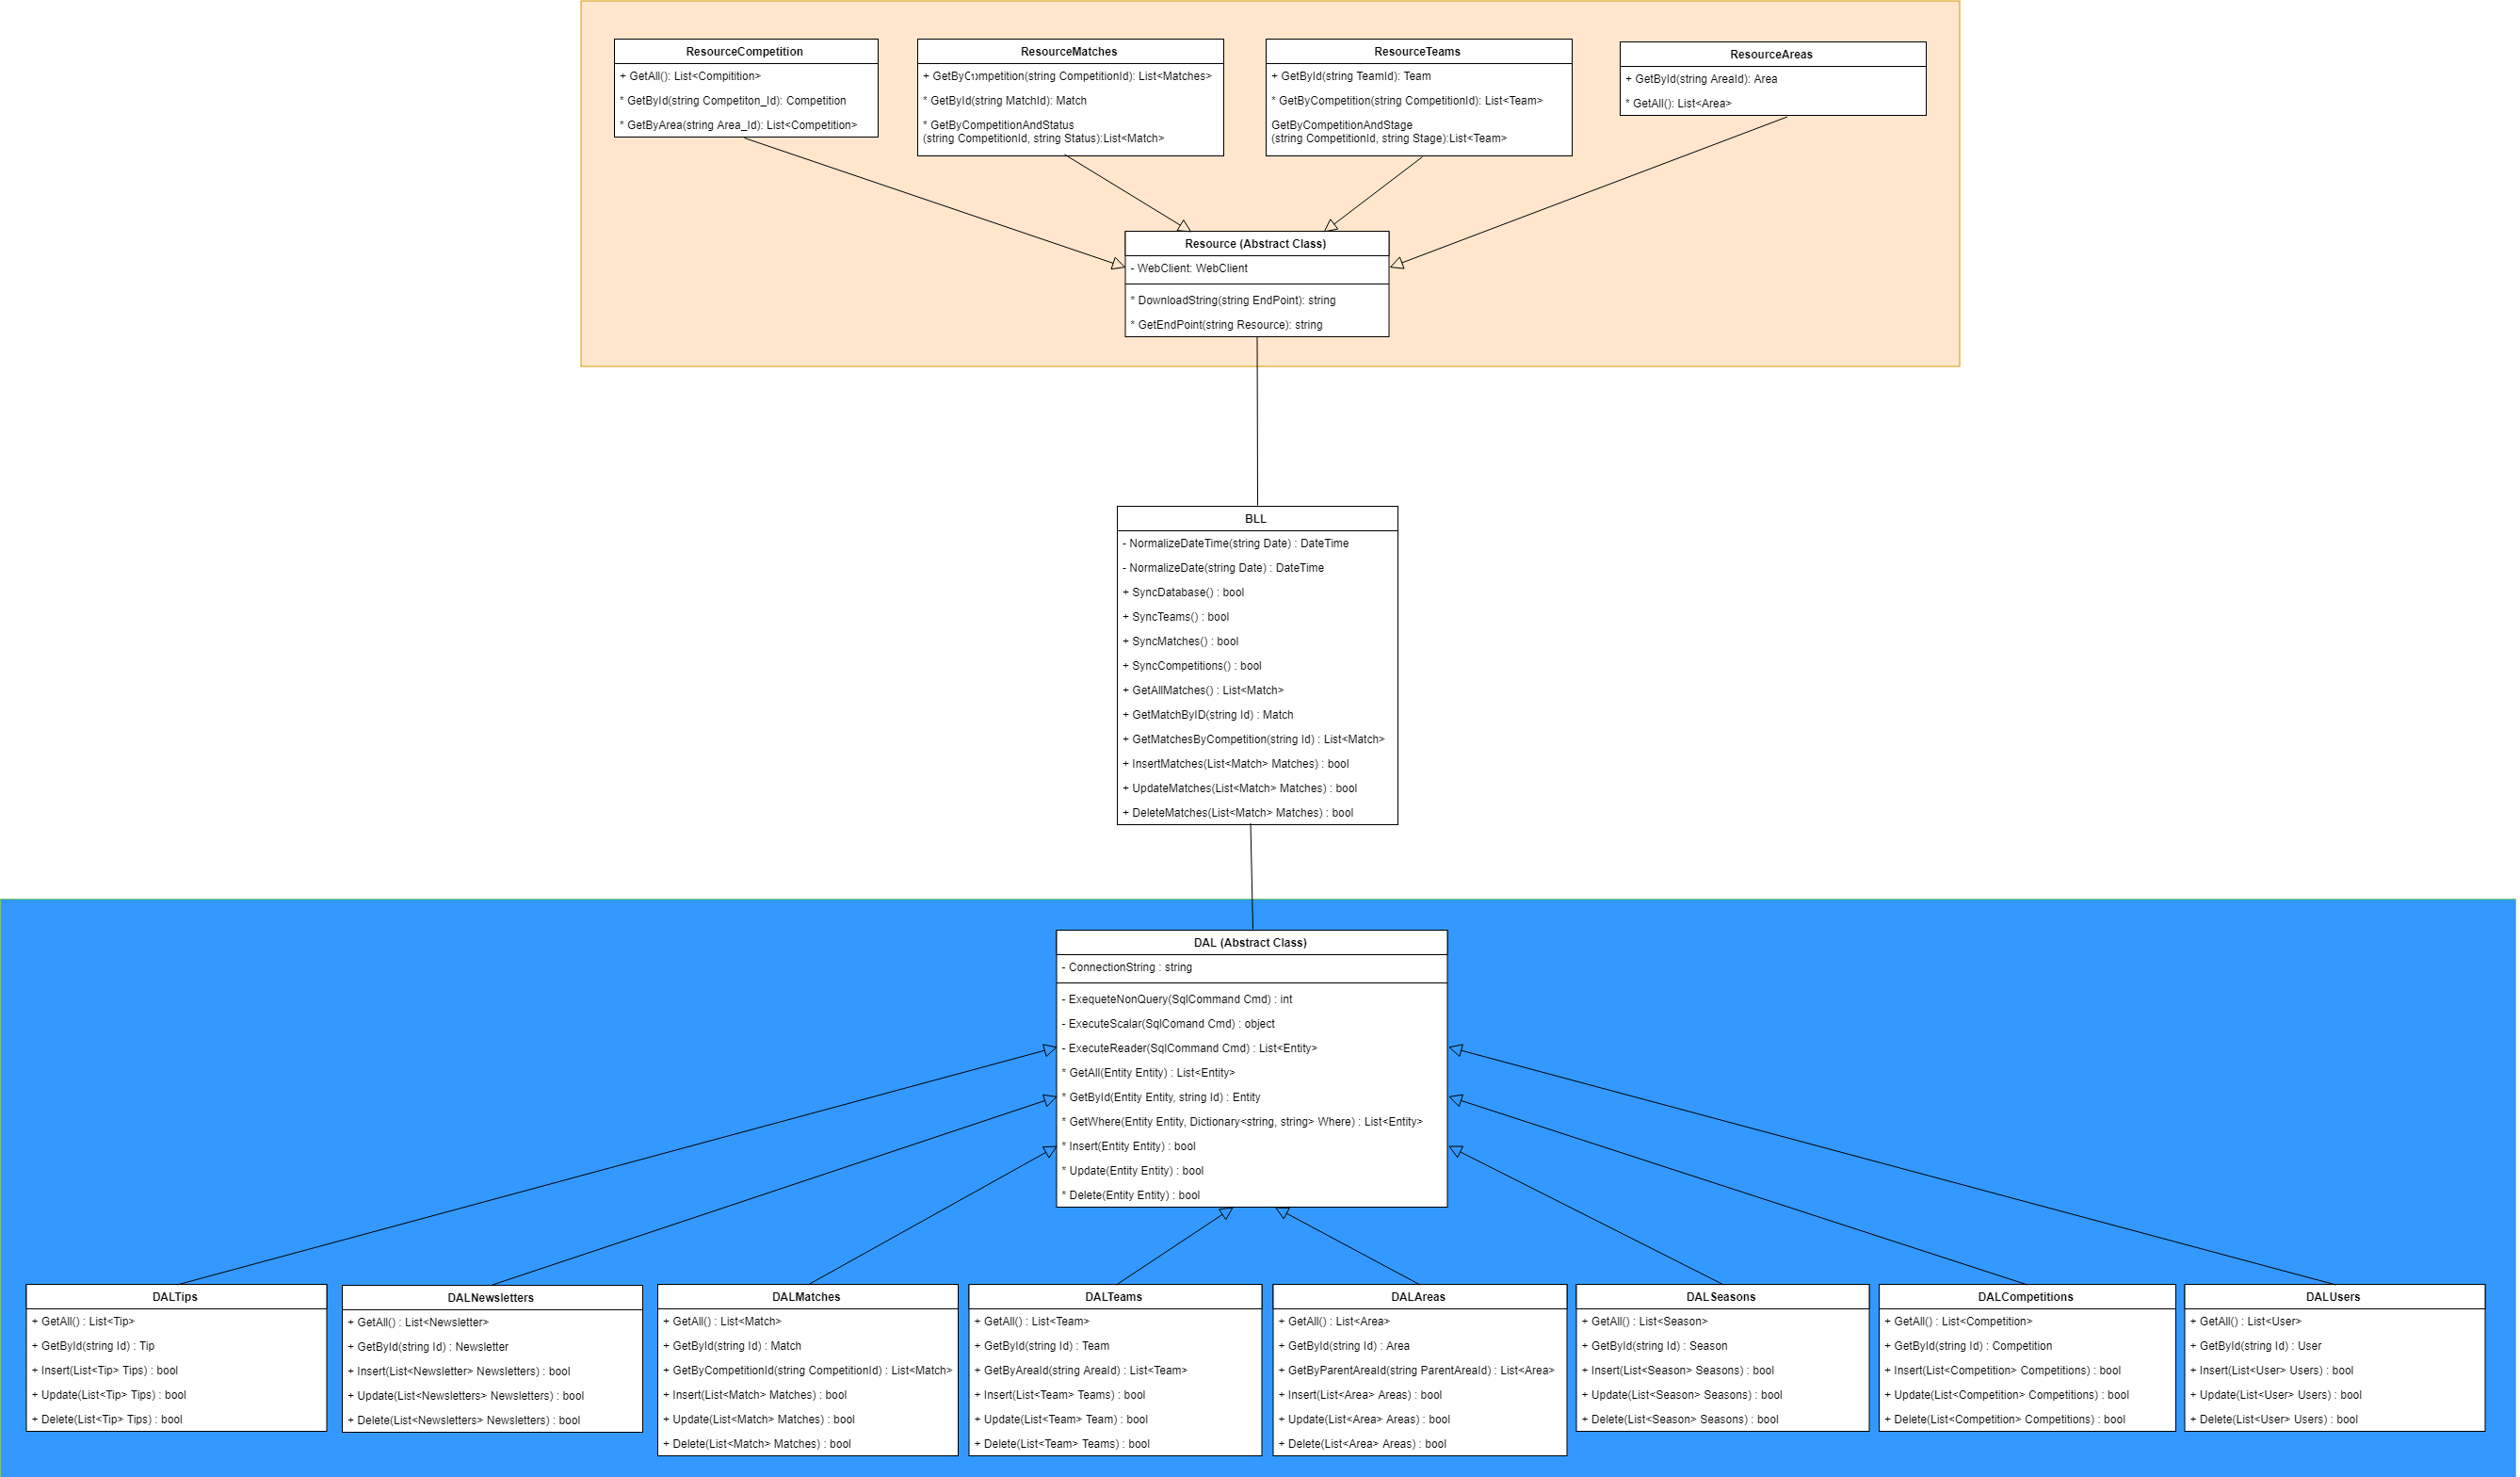 ResourceCompetition
+ GetAll(): List<Compitition>
* GetById(string Competiton_Id): Competition
* GetByArea(string Area_Id): List<Competition>
ResourceMatches
+ GetByCompetition(string CompetitionId): List<Matches>
* GetById(string MatchId): Match
* GetByCompetitionAndStatus
(string CompetitionId, string Status):List<Match>
ResourceTeams
+ GetById(string TeamId): Team
* GetByCompetition(string CompetitionId): List<Team>
GetByCompetitionAndStage
(string CompetitionId, string Stage):List<Team>
ResourceAreas
+ GetById(string AreaId): Area
* GetAll(): List<Area>
Resource (Abstract Class)
- WebClient: WebClient
* DownloadString(string EndPoint): string
* GetEndPoint(string Resource): string
BLL
- NormalizeDateTime(string Date) : DateTime
- NormalizeDate(string Date) : DateTime
+ SyncDatabase() : bool
+ SyncTeams() : bool
+ SyncMatches() : bool
+ SyncCompetitions() : bool
+ GetAllMatches() : List<Match>
+ GetMatchByID(string Id) : Match
+ GetMatchesByCompetition(string Id) : List<Match>
+ InsertMatches(List<Match> Matches) : bool
+ UpdateMatches(List<Match> Matches) : bool
+ DeleteMatches(List<Match> Matches) : bool
DAL (Abstract Class)
- ConnectionString : string
- ExequeteNonQuery(SqlCommand Cmd) : int
- ExecuteScalar(SqlComand Cmd) : object
- ExecuteReader(SqlCommand Cmd) : List<Entity>
* GetAll(Entity Entity) : List<Entity>
* GetById(Entity Entity, string Id) : Entity
* GetWhere(Entity Entity, Dictionary<string, string> Where) : List<Entity>
* Insert(Entity Entity) : bool
* Update(Entity Entity) : bool
* Delete(Entity Entity) : bool
DALTips
+ GetAll() : List<Tip>
+ GetById(string Id) : Tip
+ Insert(List<Tip> Tips) : bool
+ Update(List<Tip> Tips) : bool
+ Delete(List<Tip> Tips) : bool
DALNewsletters
+ GetAll() : List<Newsletter>
+ GetById(string Id) : Newsletter
+ Insert(List<Newsletter> Newsletters) : bool
+ Update(List<Newsletters> Newsletters) : bool
+ Delete(List<Newsletters> Newsletters) : bool
DALMatches
+ GetAll() : List<Match>
+ GetById(string Id) : Match
+ GetByCompetitionId(string CompetitionId) : List<Match>
+ Insert(List<Match> Matches) : bool
+ Update(List<Match> Matches) : bool
+ Delete(List<Match> Matches) : bool
DALTeams
+ GetAll() : List<Team>
+ GetById(string Id) : Team
+ GetByAreaId(string AreaId) : List<Team>
+ Insert(List<Team> Teams) : bool
+ Update(List<Team> Team) : bool
+ Delete(List<Team> Teams) : bool
DALAreas
+ GetAll() : List<Area>
+ GetById(string Id) : Area
+ GetByParentAreaId(string ParentAreaId) : List<Area>
+ Insert(List<Area> Areas) : bool
+ Update(List<Area> Areas) : bool
+ Delete(List<Area> Areas) : bool
DALSeasons
+ GetAll() : List<Season>
+ GetById(string Id) : Season
+ Insert(List<Season> Seasons) : bool
+ Update(List<Season> Seasons) : bool
+ Delete(List<Season> Seasons) : bool
DALCompetitions
+ GetAll() : List<Competition>
+ GetById(string Id) : Competition
+ Insert(List<Competition> Competitions) : bool
+ Update(List<Competition> Competitions) : bool
+ Delete(List<Competition> Competitions) : bool
DALUsers
+ GetAll() : List<User>
+ GetById(string Id) : User
+ Insert(List<User> Users) : bool
+ Update(List<User> Users) : bool
+ Delete(List<User> Users) : bool